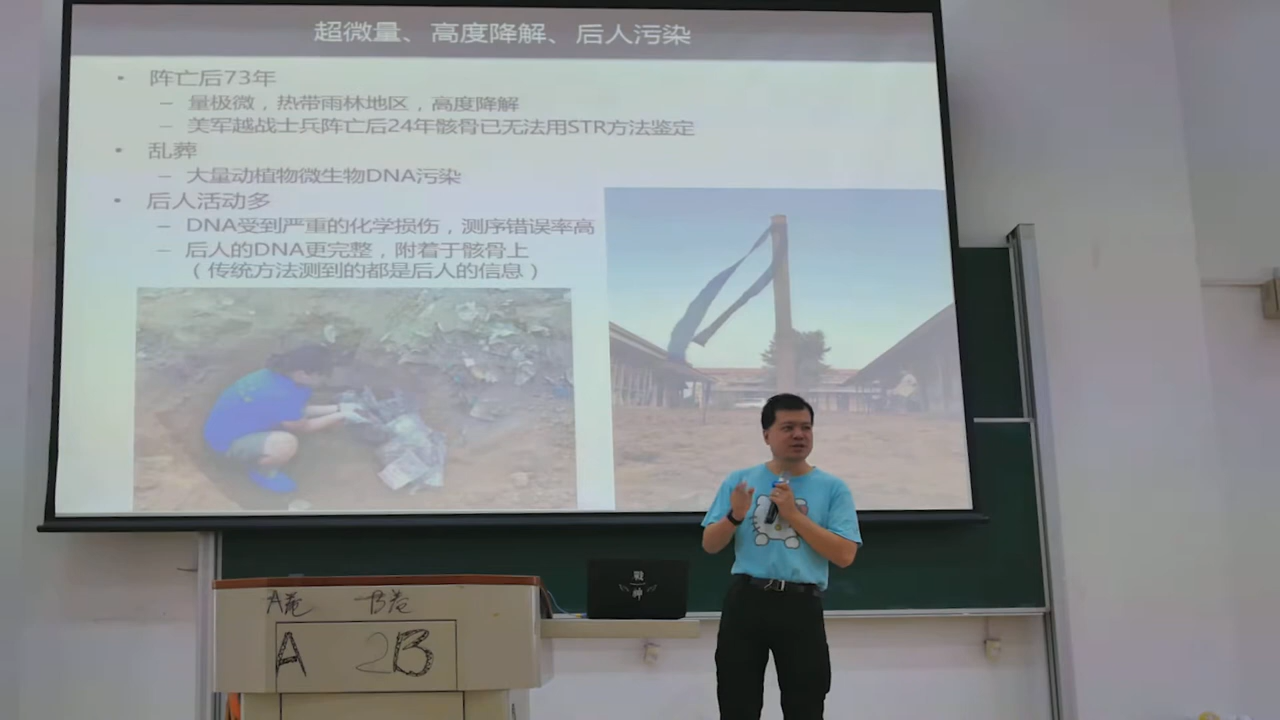 超微量、高度降解、后人污染
• 阵亡后73年
– 量极微，热带雨林地区，高度降解
– 美军越战士兵阵亡后24年骸骨已无法用STR方法鉴定
• 乱葬
– 大量动植物微生物DNA污染
• 后人活动多
– DNA受到严重的化学损伤，测序错误率高
– 后人的DNA更完整，附着于骸骨上
（传统方法测到的都是后人的信息）
戰
帥
A卷 B卷
A 2B